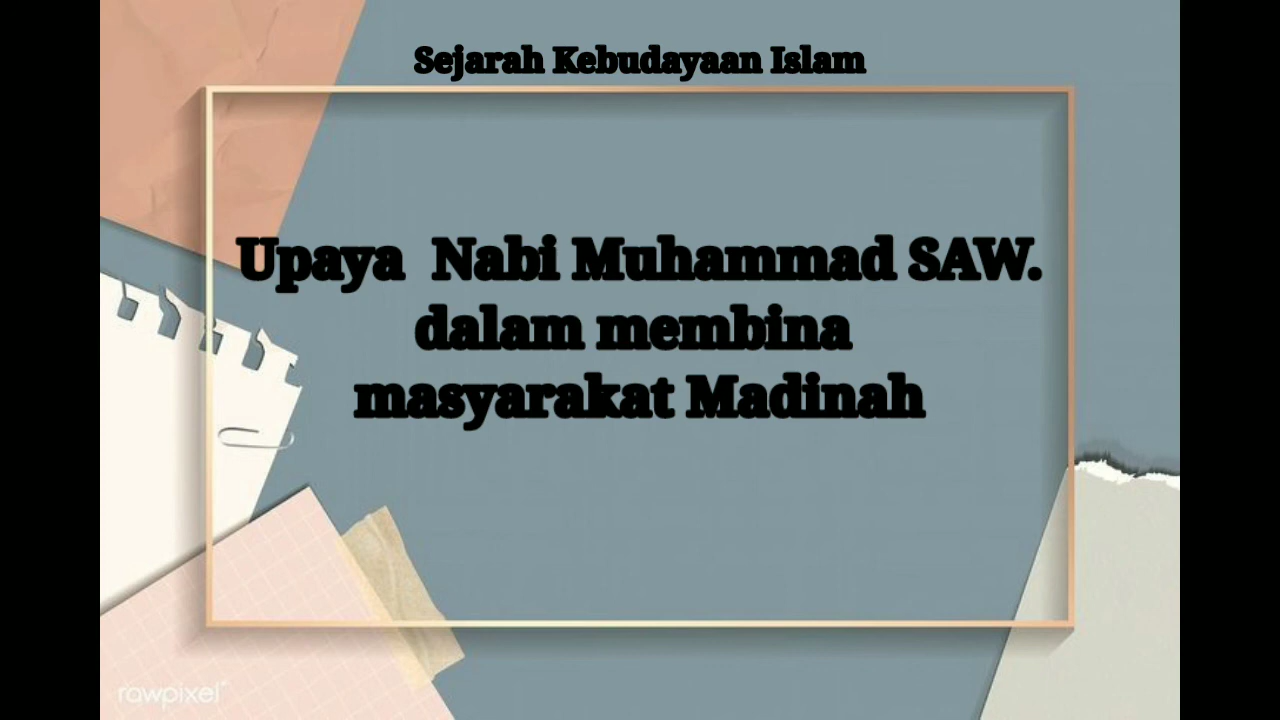 Sejarah Kebudayaan Islam
Upaya Nabi Muhammad SAW.
dalam membina
masyarakat Madinah
rawpixel